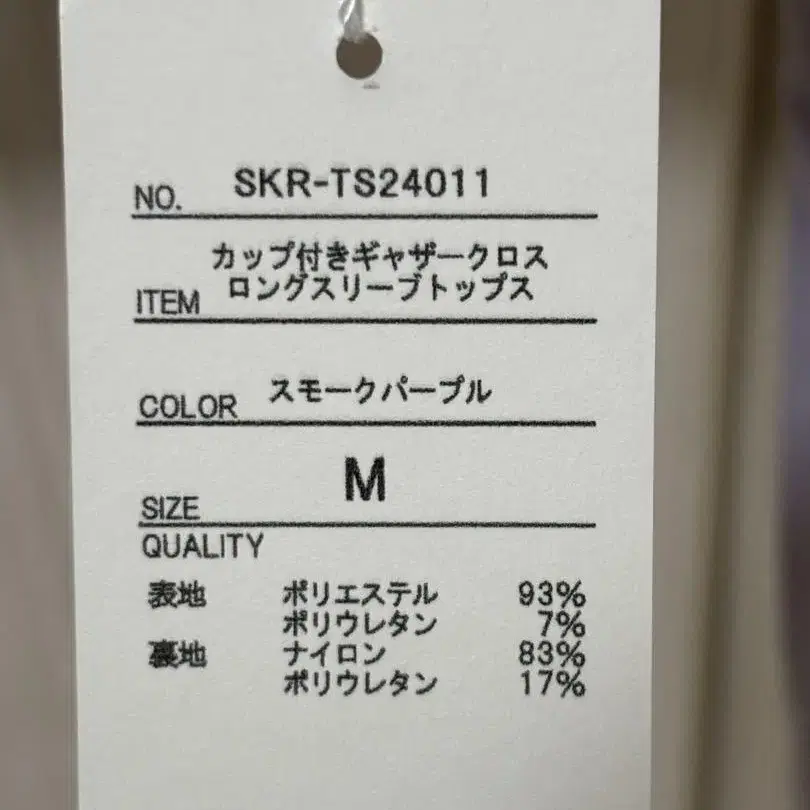 NO. SKR-TS24011
カップ付きギャザークロス
ITEM ロングスリーブトップス
COLOR スモークパープル
SIZE M
QUALITY
表地 ポリエステル 93%
ポリウレタン 7%
裏地 ナイロン 83%
ポリウレタン 17%